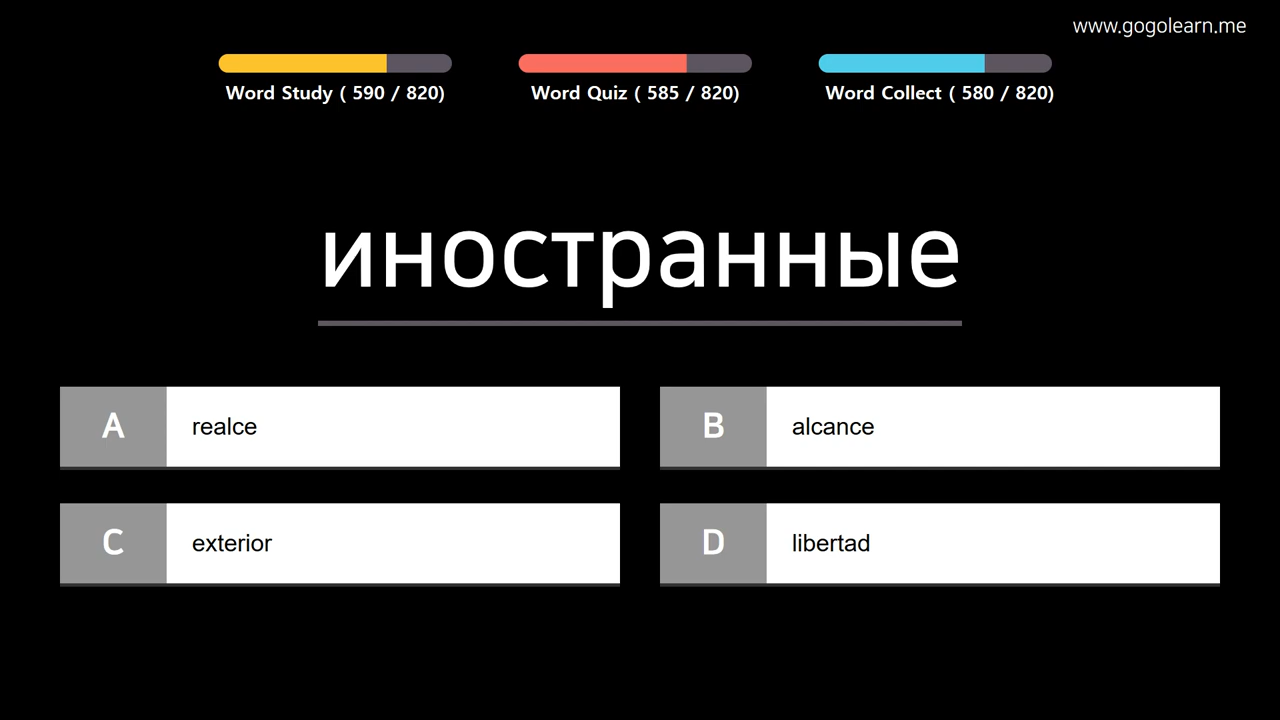 www.gogolearn.me
Word Study ( 590 / 820)
Word Quiz ( 585 / 820)
Word Collect ( 580 / 820)
иностранные
A realce
B alcance
C exterior
D libertad